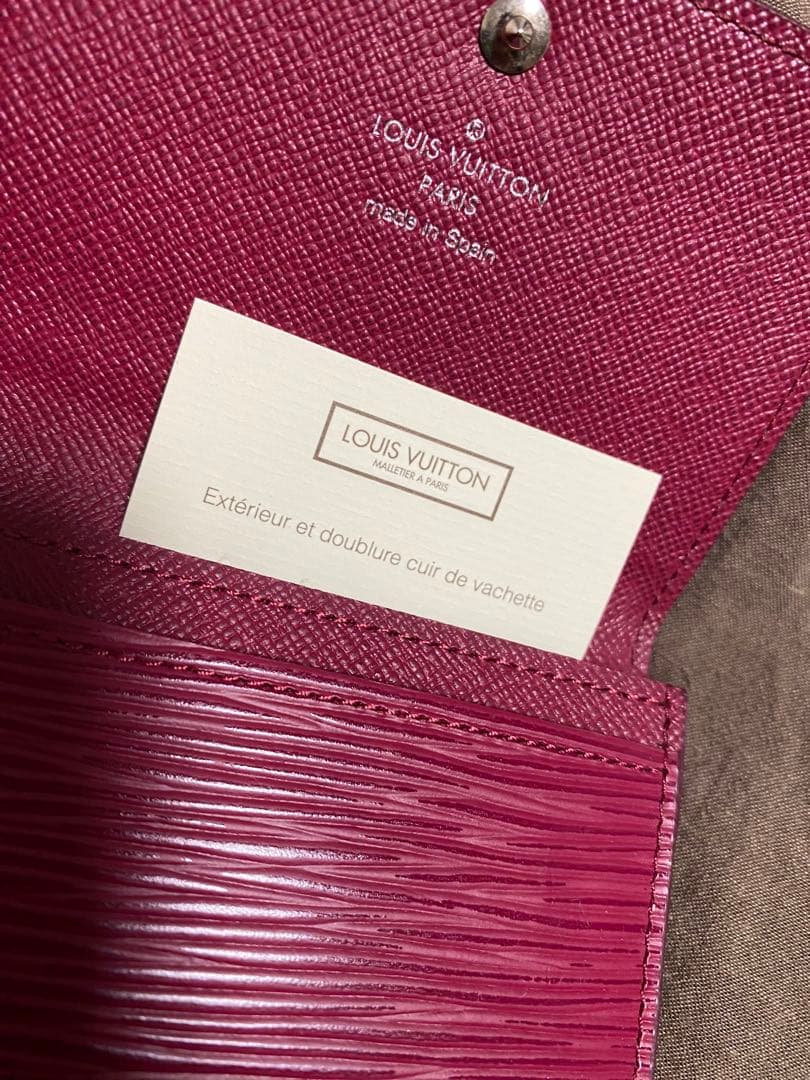 ®
LOUIS VUITTON
PARIS
made in Spain
LOUIS VUITTON
MALLETIER A PARIS
Extérieur et doublure cuir de vachette